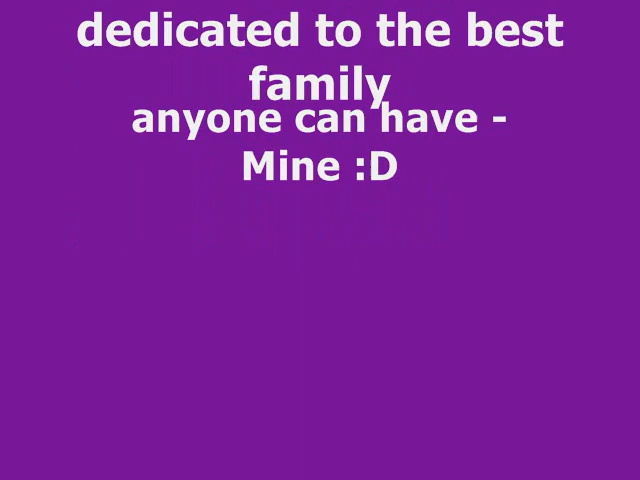 dedicated to the best
family
anyone can have -
Mine :D